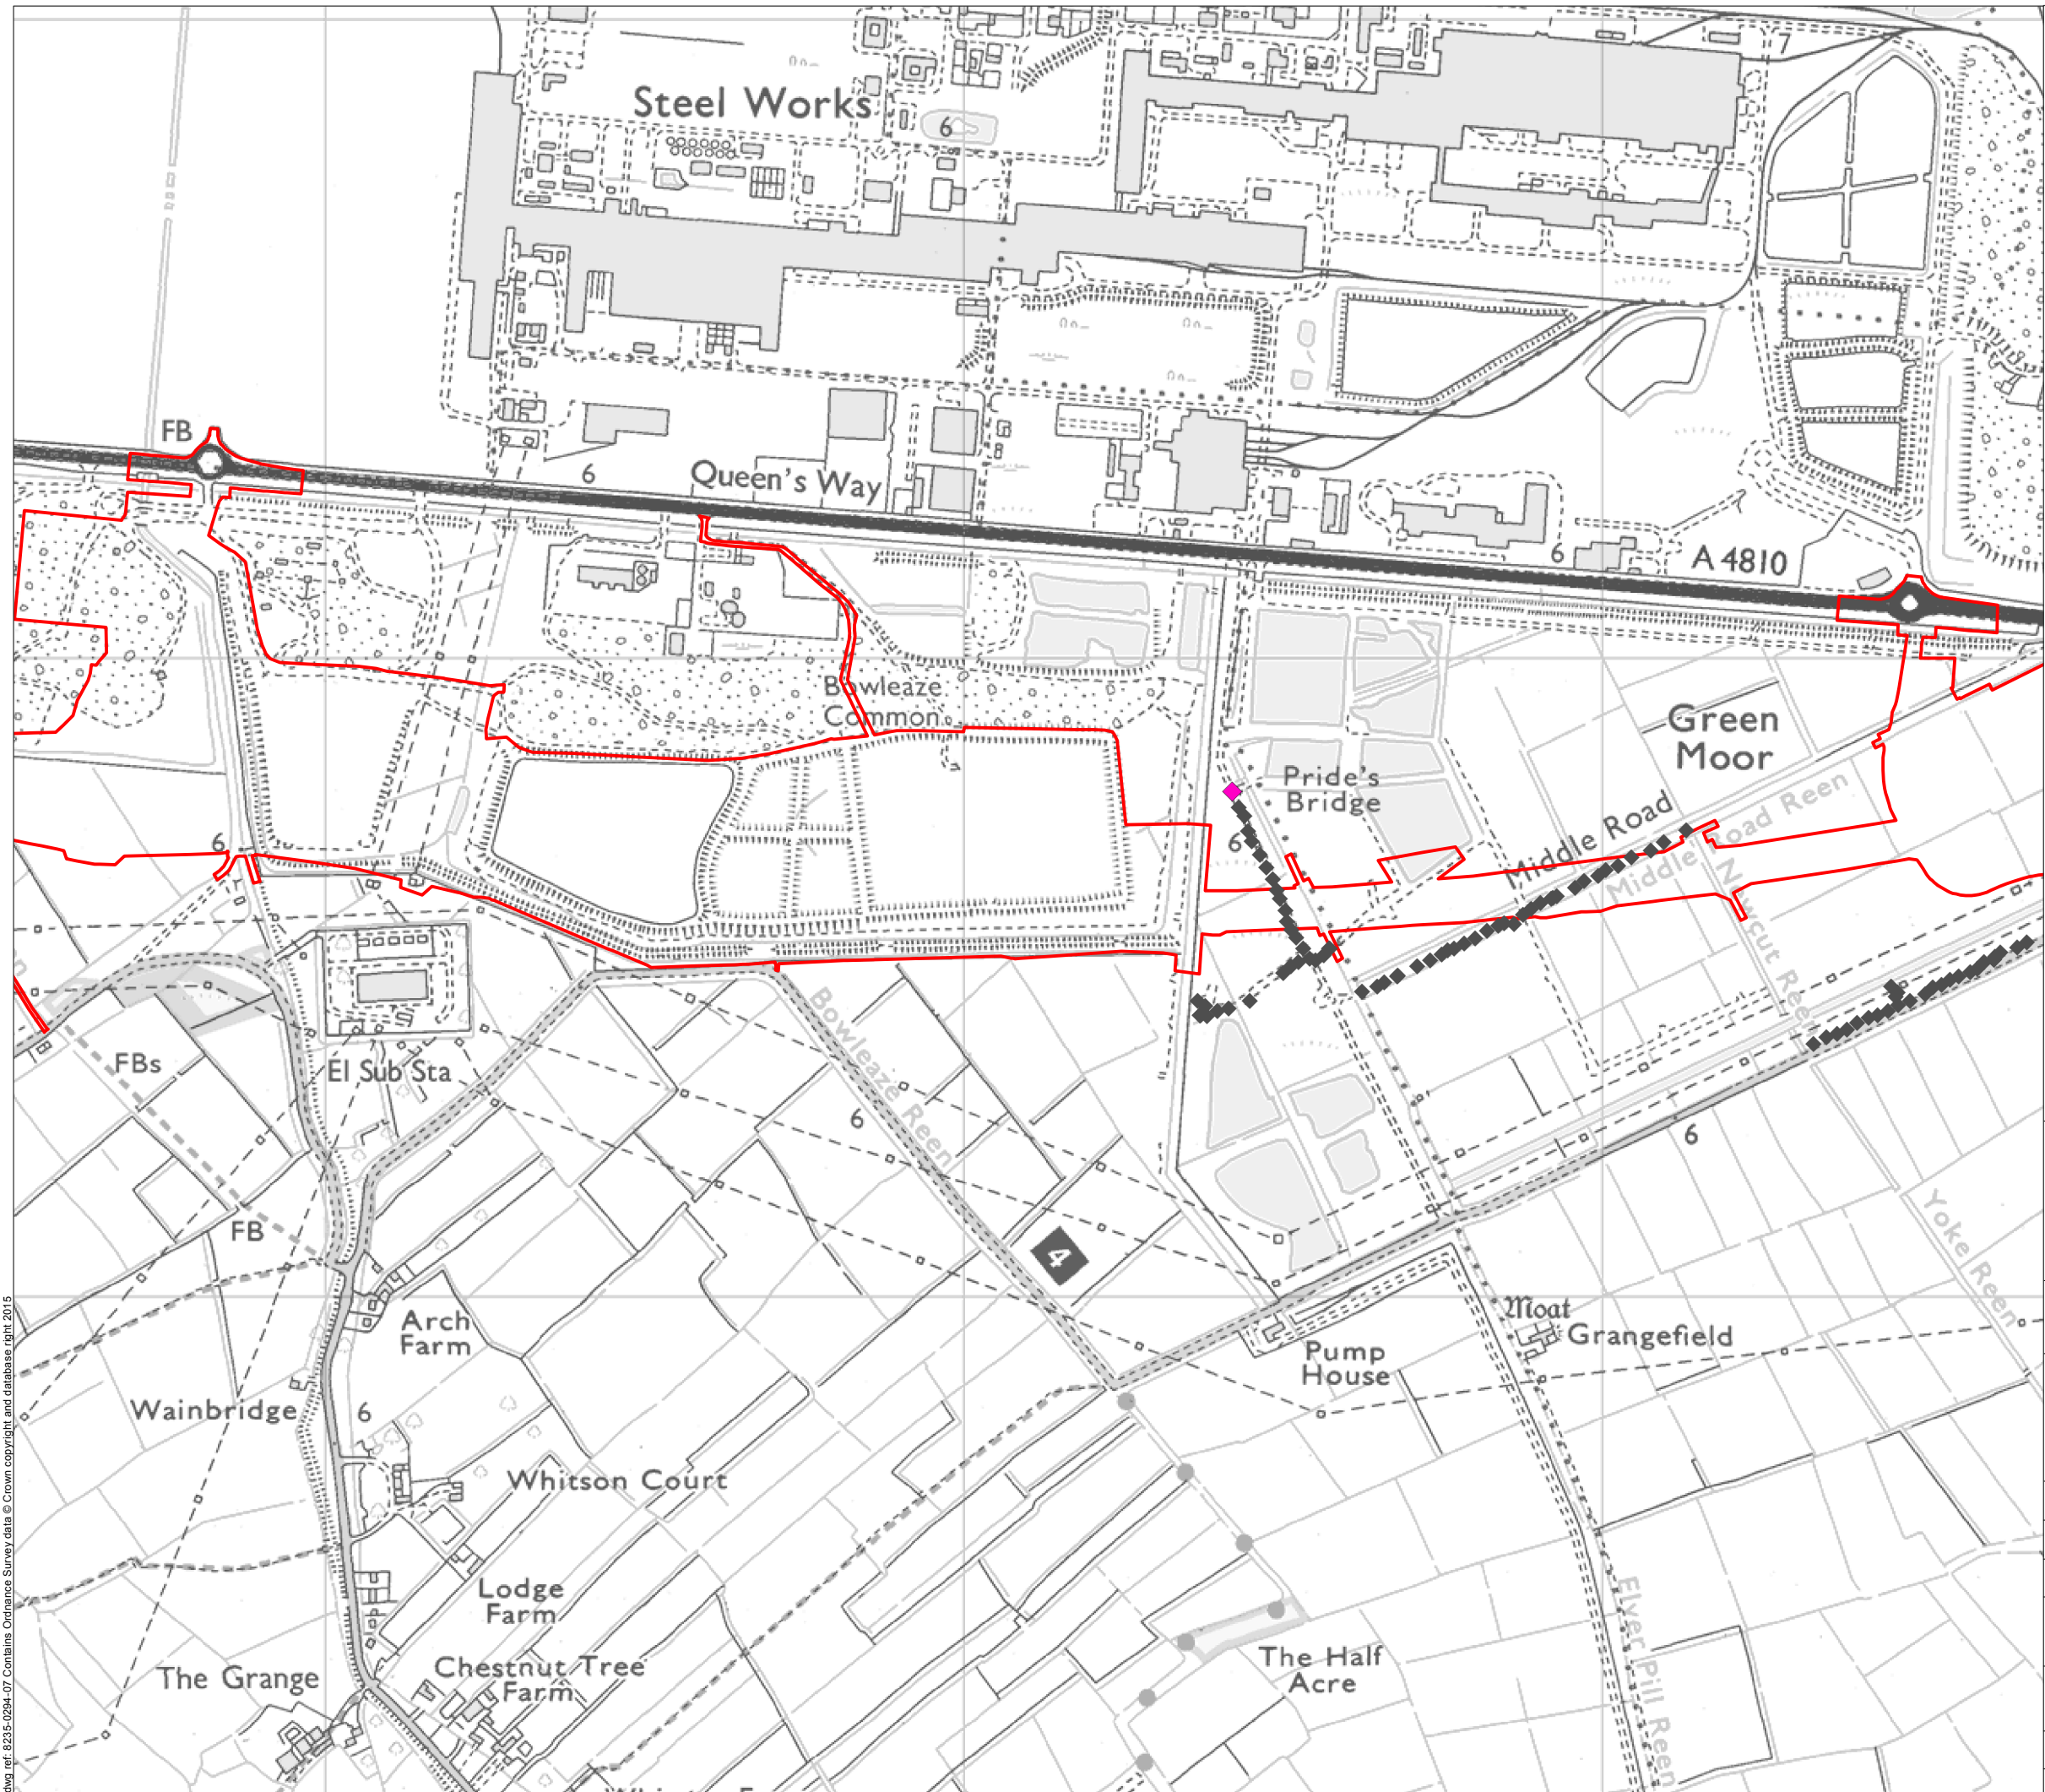 Steel Works
6
7
FB
6
Queen's Way
6
A 4810
Bowleaze
Common
Green
Moor
Pride's
Bridge
6
6
Middle Road
Middle Road Reen
Newcut Reen
El Sub Sta
FBs
Bowleaze Reen
6
6
FB
4
Yoke Reen
Arch
Farm
Moat
Grangefield
Pump
House
Wainbridge
6
Whitson Court
Lodge
Farm
Elver Pill Reen
The Grange
Chestnut Tree
Farm
The Half
Acre
dwg ref: 8235-0294-07 Contains Ordnance Survey data © Crown copyright and database right 2015